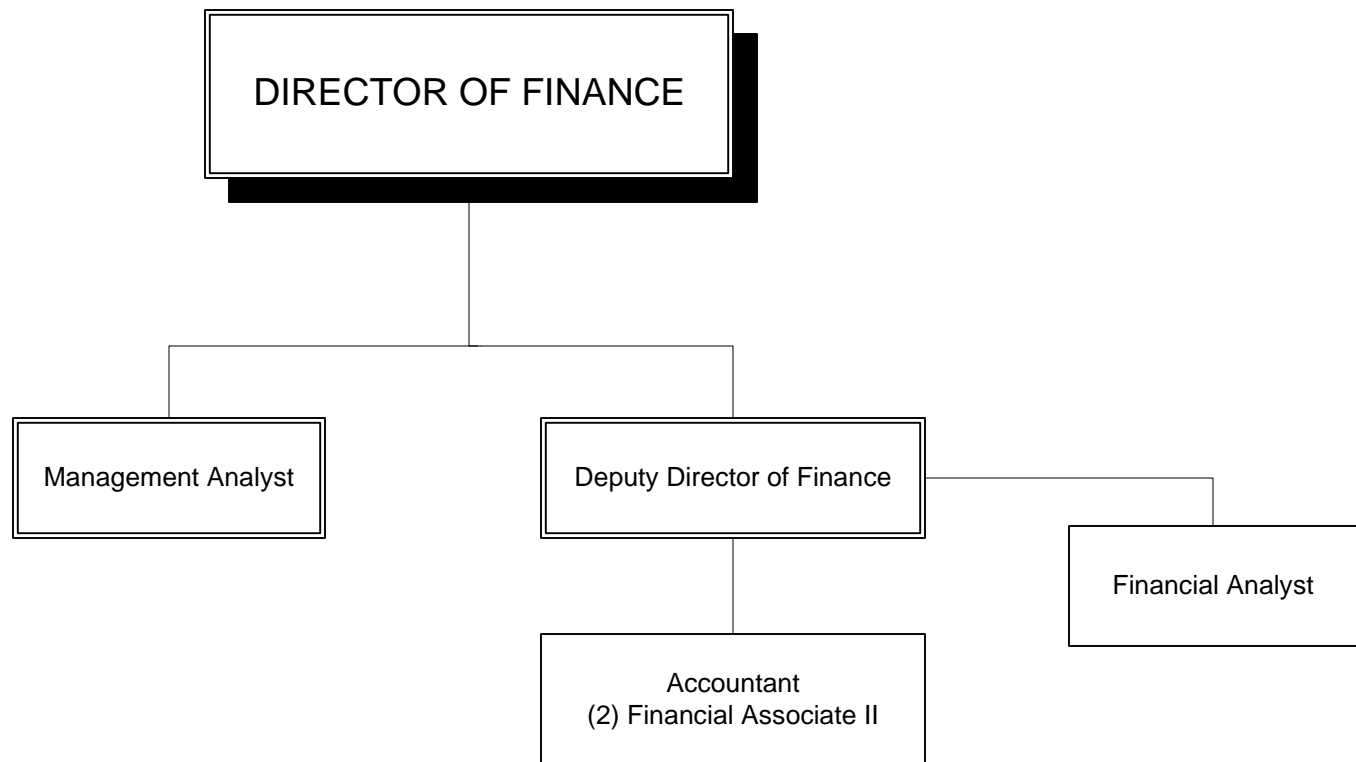 DIRECTOR OF FINANCE
Management Analyst
Deputy Director of Finance
Financial Analyst
Accountant
(2) Financial Associate II